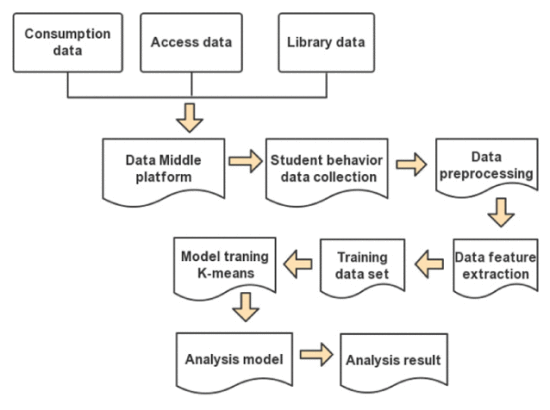 Consumption
data
Access data
Library data
Data Middle
platform
Student behavior
data collection
Data
preprocessing
Model traning
K-means
Training
data set
Data feature
extraction
Analysis model
Analysis result